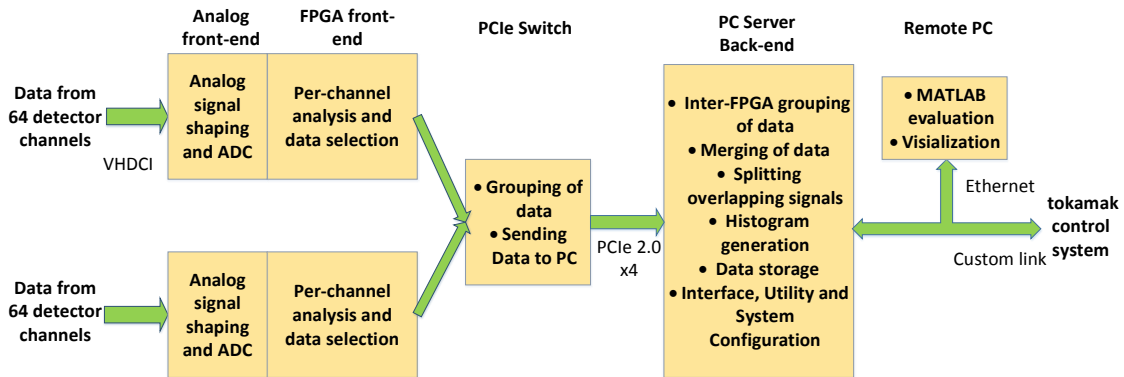 Analog
front-end
FPGA front-
end
PCIe Switch
PC Server
Back-end
Remote PC
Data from
64 detector
channels
VHDCI
Analog
signal
shaping
and ADC
Per-channel
analysis and
data selection
• Grouping of
data
• Sending
Data to PC
PCIe 2.0
x4
• Inter-FPGA grouping
of data
• Merging of data
• Splitting
overlapping signals
• Histogram
generation
• Data storage
• Interface, Utility and
System
Configuration
• MATLAB
evaluation
• Visialization
Ethernet
Custom link
tokamak
control
system
Data from
64 detector
channels
Analog
signal
shaping
and ADC
Per-channel
analysis and
data selection